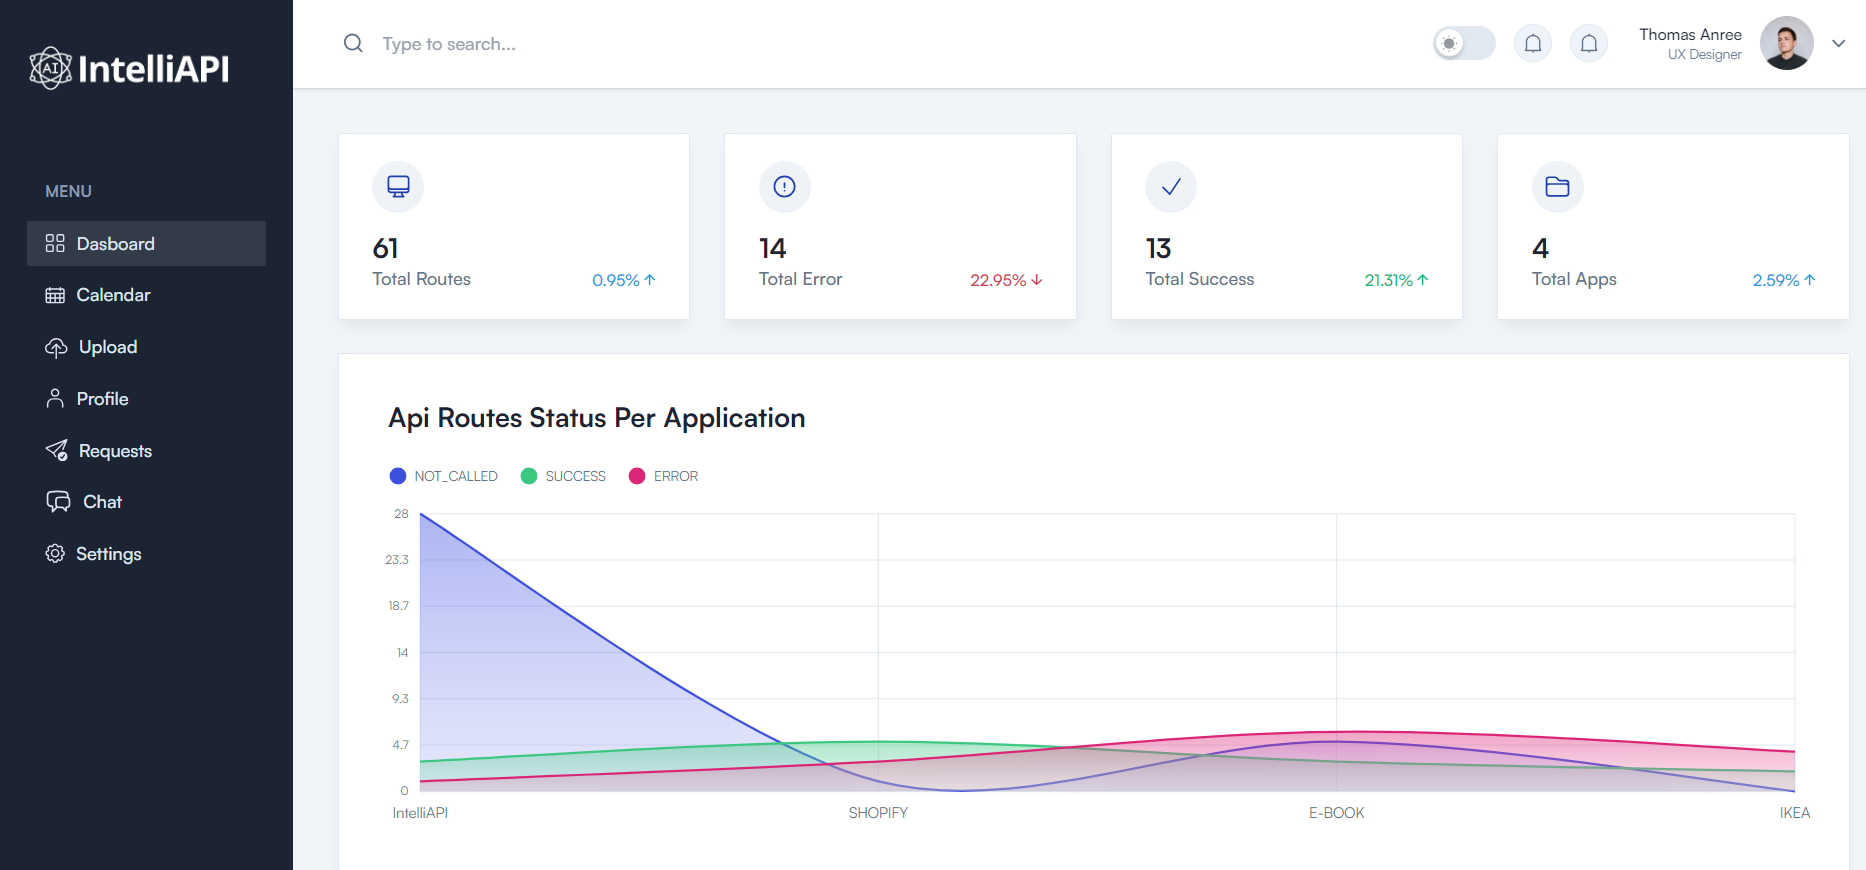 AI IntelliAPI
MENU
Dasboard
Calendar
Upload
Profile
Requests
Chat
Settings
Type to search...
Thomas Anree
UX Designer
61
Total Routes 0.95%
14
Total Error 22.95%
13
Total Success 21.31%
4
Total Apps 2.59%
Api Routes Status Per Application
NOT_CALLED SUCCESS ERROR
28
23.3
18.7
14
9.3
4.7
0
IntelliAPI SHOPIFY E-BOOK IKEA